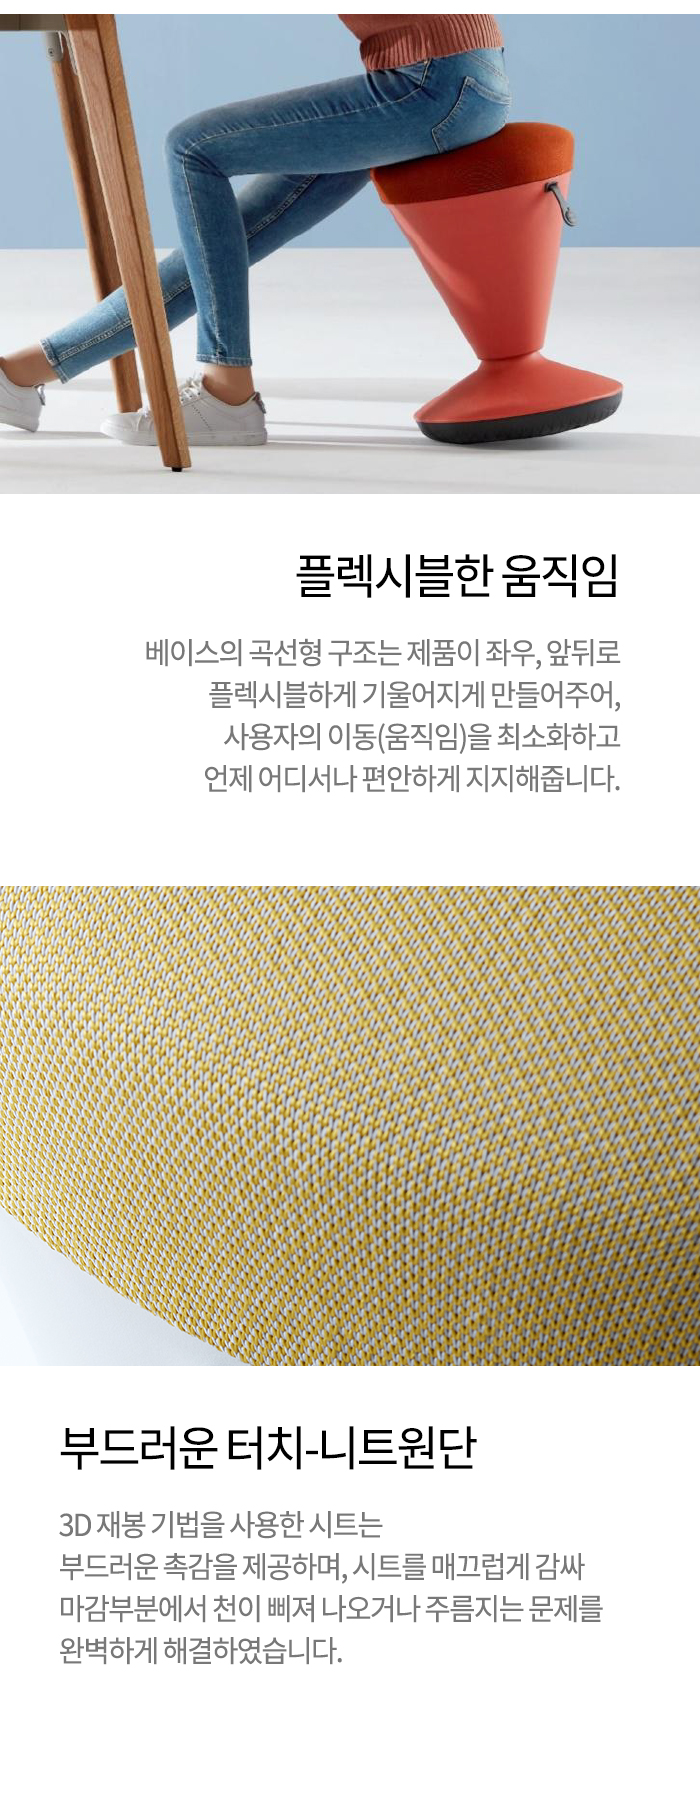 플렉시블한 움직임
베이스의 곡선형 구조는 제품이 좌우, 앞뒤로
플렉시블하게 기울어지게 만들어주어,
사용자의 이동(움직임)을 최소화하고
언제 어디서나 편안하게 지지해줍니다.
부드러운 터치-니트원단
3D 재봉 기법을 사용한 시트는
부드러운 촉감을 제공하며, 시트를 매끄럽게 감싸
마감부분에서 천이 삐져 나오거나 주름지는 문제를
완벽하게 해결하였습니다.